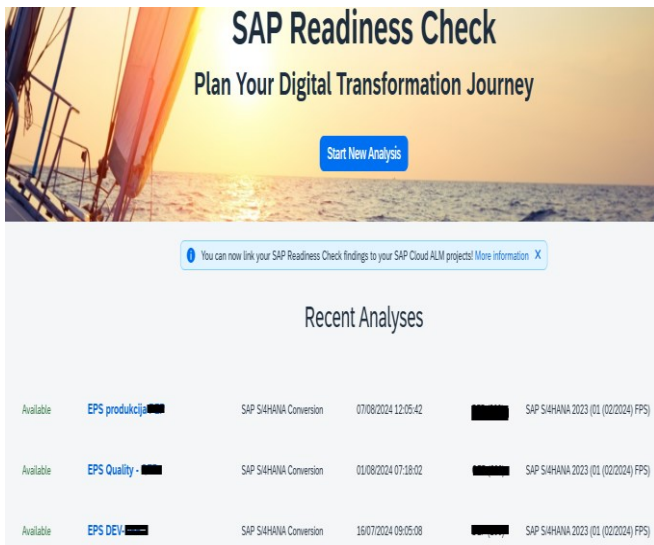 SAP Readiness Check
Plan Your Digital Transformation Journey
Start New Analysis
You can now link your SAP Readiness Check findings to your SAP Cloud ALM projects! More information X
Recent Analyses
Available EPS produkcija SAP S/4HANA Conversion 07/08/2024 12:05:42 SAP S/4HANA 2023 (01 (02/2024) FPS)
Available EPS Quality - SAP S/4HANA Conversion 01/08/2024 07:18:02 SAP S/4HANA 2023 (01 (02/2024) FPS)
Available EPS DEV- SAP S/4HANA Conversion 16/07/2024 09:05:08 SAP S/4HANA 2023 (01 (02/2024) FPS)